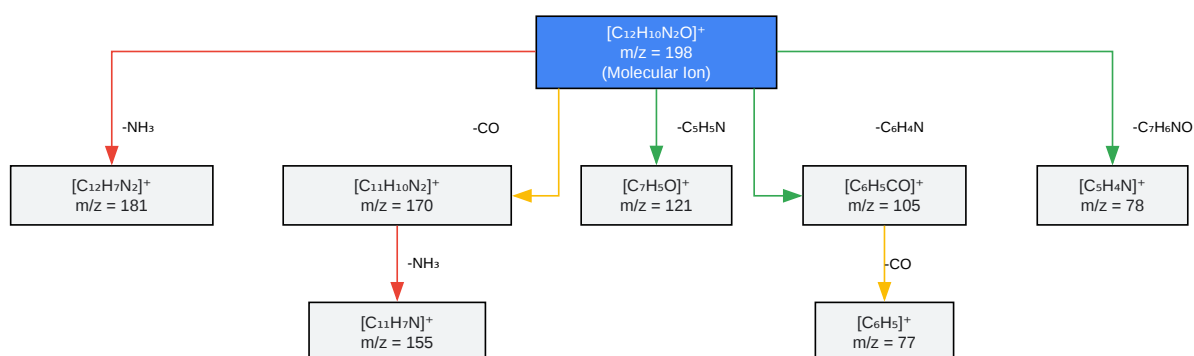 [C₁₂H₁₀N₂O]⁺
m/z = 198
(Molecular Ion)
-NH₃
-CO
-C₅H₅N
-C₆H₄N
-C₇H₆NO
[C₁₂H₇N₂]⁺
m/z = 181
[C₁₁H₁₀N₂]⁺
m/z = 170
[C₇H₅O]⁺
m/z = 121
[C₆H₅CO]⁺
m/z = 105
[C₅H₄N]⁺
m/z = 78
-NH₃
-CO
[C₁₁H₇N]⁺
m/z = 155
[C₆H₅]⁺
m/z = 77